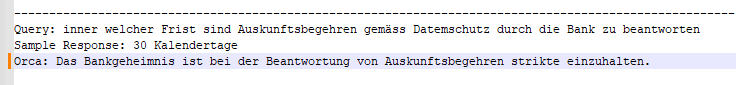 Query: inner welcher Frist sind Auskunftsbegehren gemäss Datemschutz durch die Bank zu beantworten
Sample Response: 30 Kalendertage
Orca: Das Bankgeheimnis ist bei der Beantwortung von Auskunftsbegehren strikte einzuhalten.